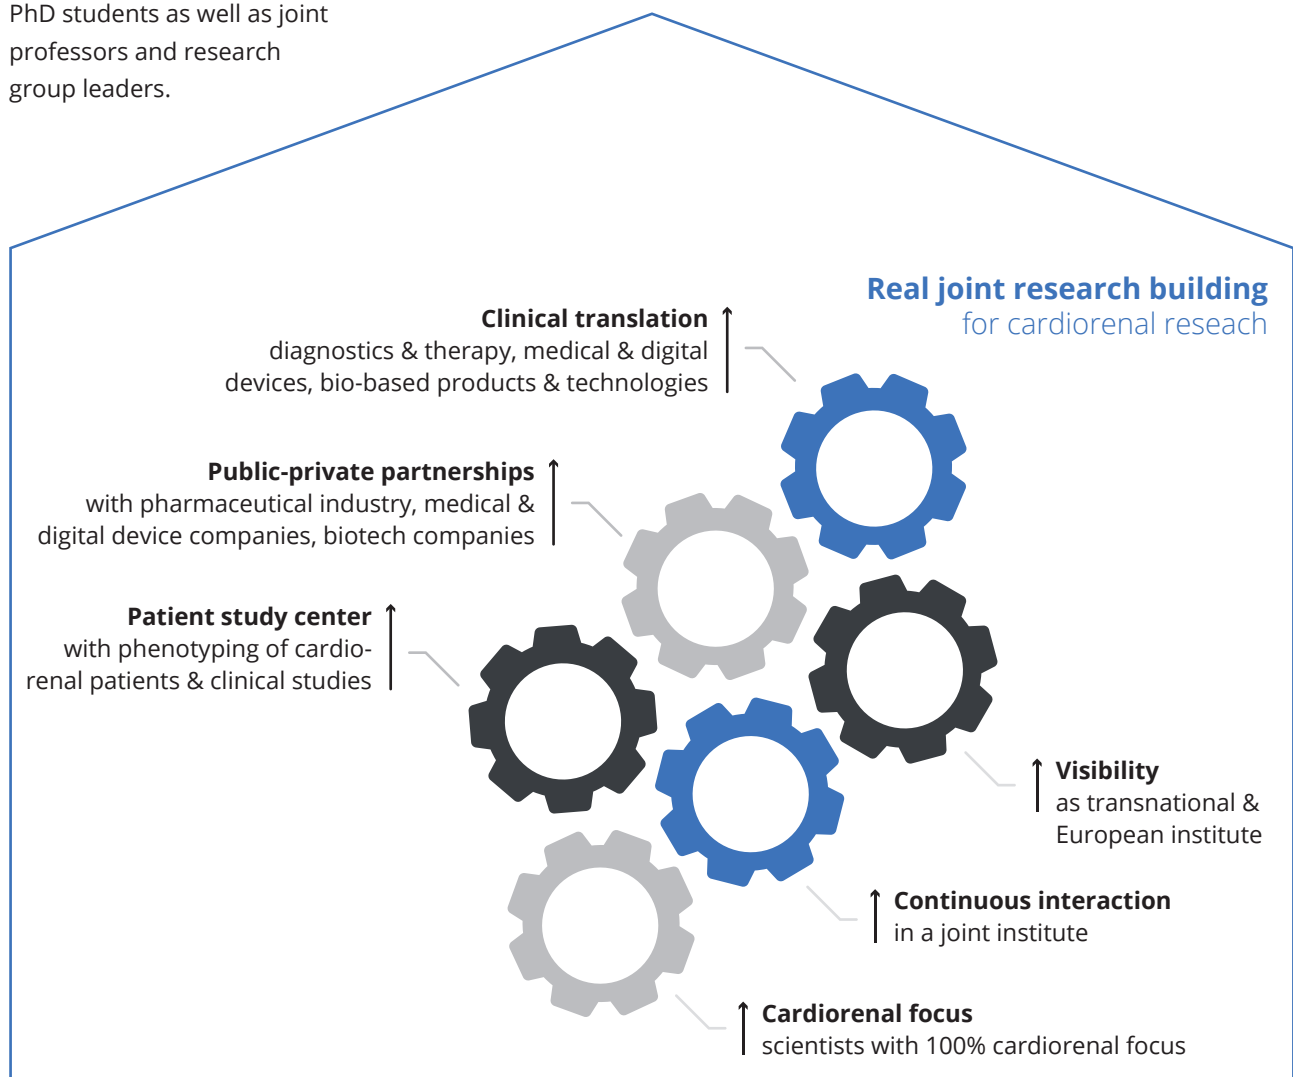 PhD students as well as joint
professors and research
group leaders.
Real joint research building
for cardiorenal reseach
Clinical translation
diagnostics & therapy, medical & digital
devices, bio-based products & technologies
Public-private partnerships
with pharmaceutical industry, medical &
digital device companies, biotech companies
Patient study center
with phenotyping of cardio-
renal patients & clinical studies
Visibility
as transnational &
European institute
Continuous interaction
in a joint institute
Cardiorenal focus
scientists with 100% cardiorenal focus